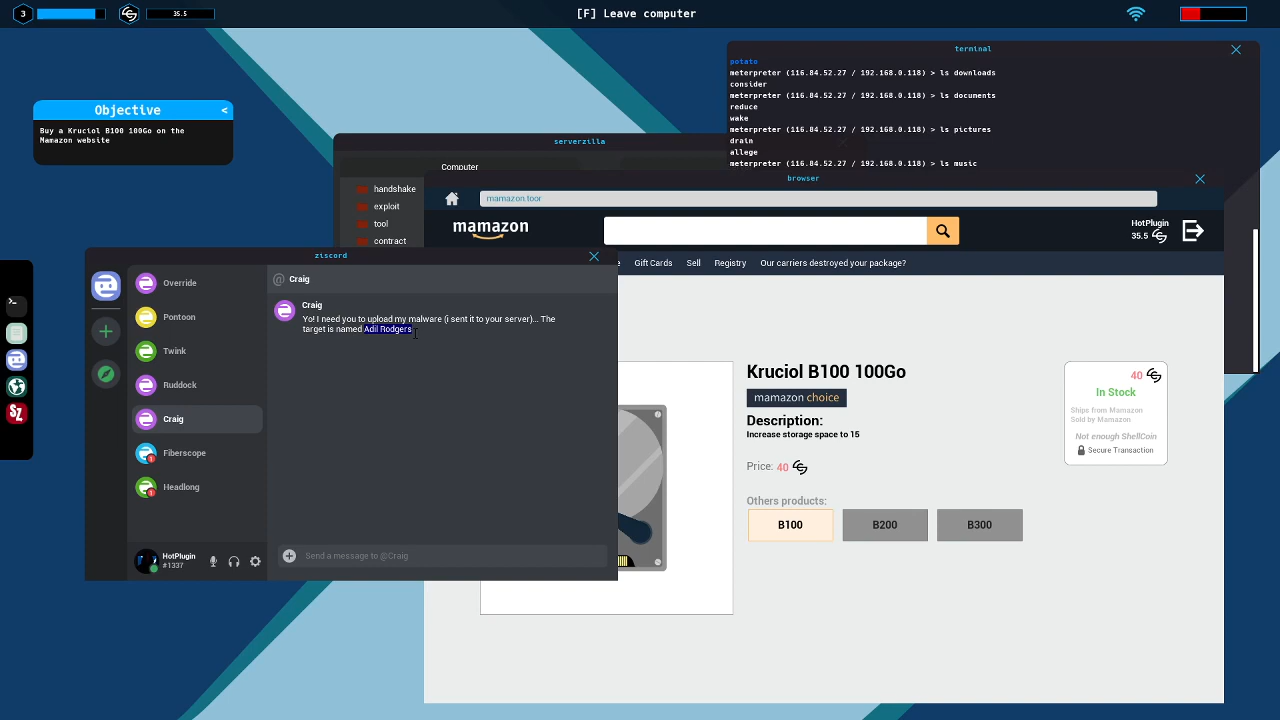 3
35.5
[F] Leave computer
Objective <
Buy a Kruciol B100 100Go on the
Mamazon website
terminal
potato
meterpreter (116.84.52.27 / 192.168.0.118) > ls downloads
consider
meterpreter (116.84.52.27 / 192.168.0.118) > ls documents
reduce
wake
meterpreter (116.84.52.27 / 192.168.0.118) > ls pictures
drain
allege
meterpreter (116.84.52.27 / 192.168.0.118) > ls music
serverzilla
Computer
handshake
exploit
tool
contract
browser
mamazon.toor
mamazon
HotPlugin
35.5
Gift Cards Sell Registry Our carriers destroyed your package?
Kruciol B100 100Go
mamazon choice
Description:
Increase storage space to 15
Price: 40
Others products:
B100 B200 B300
40
In Stock
Ships from Mamazon
Sold by Mamazon
Not enough ShellCoin
Secure Transaction
ziscord
Override
Pontoon
Twink
Ruddock
Craig
Fiberscope
Headlong
HotPlugin
#1337
@ Craig
Craig
Yo! I need you to upload my malware (i sent it to your server)... The
target is named Adil Rodgers
Send a message to @Craig
>_
SZ